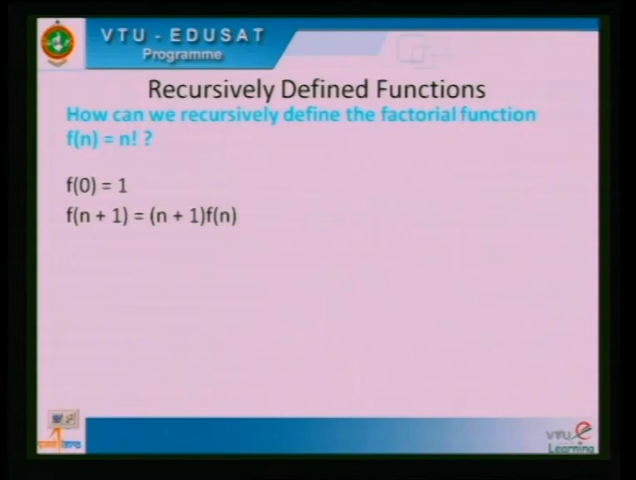 VTU - EDUSAT
Programme
Recursively Defined Functions
How can we recursively define the factorial function
f(n) = n! ?
f(0) = 1
f(n + 1) = (n + 1)f(n)
VTU e
Learning